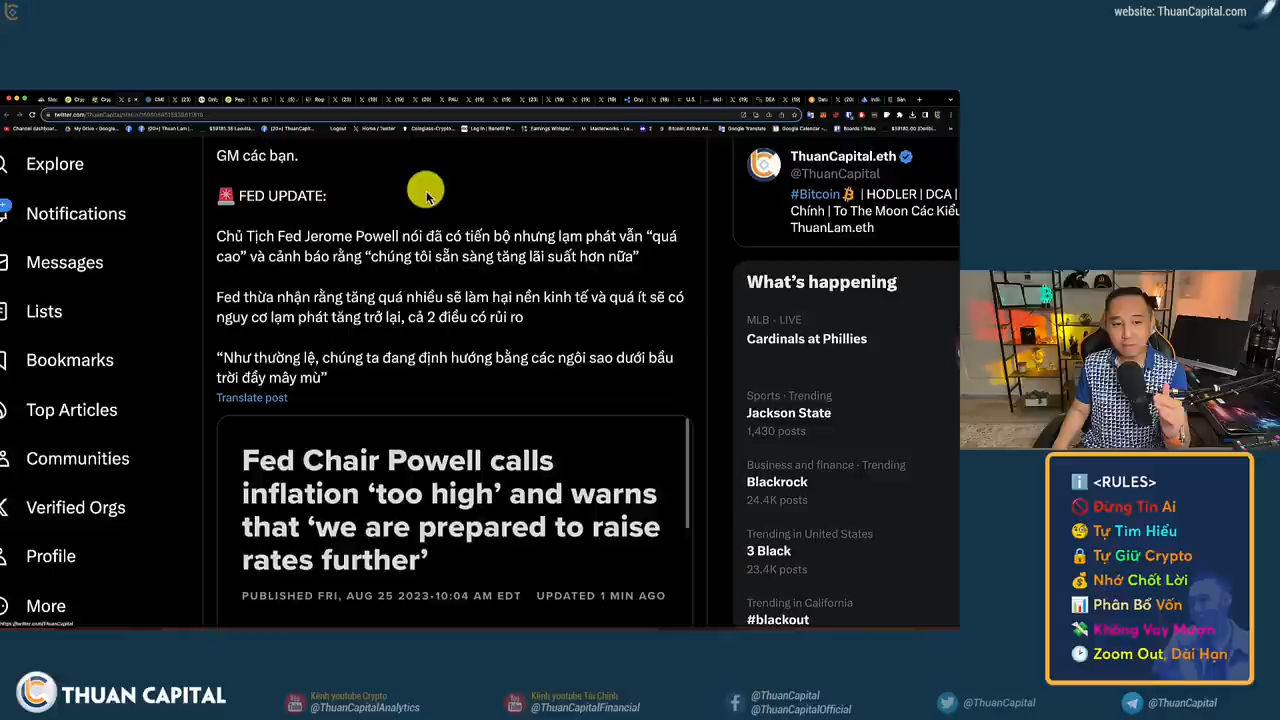 website: ThuanCapital.com
Explore
Notifications
Messages
Lists
Bookmarks
Top Articles
Communities
Verified Orgs
Profile
More
GM các bạn.
🚨 FED UPDATE:
Chủ Tịch Fed Jerome Powell nói đã có tiến bộ nhưng lạm phát vẫn “quá
cao” và cảnh báo rằng “chúng tôi sẵn sàng tăng lãi suất hơn nữa”
Fed thừa nhận rằng tăng quá nhiều sẽ làm hại nền kinh tế và quá ít sẽ có
nguy cơ lạm phát tăng trở lại, cả 2 điều có rủi ro
“Như thường lệ, chúng ta đang định hướng bằng các ngôi sao dưới bầu
trời đầy mây mù”
Translate post
Fed Chair Powell calls
inflation ‘too high’ and warns
that ‘we are prepared to raise
rates further’
PUBLISHED FRI, AUG 25 2023-10:04 AM EDT UPDATED 1 MIN AGO
ThuanCapital.eth
@ThuanCapital
#Bitcoin | HODLER | DCA |
Chính | To The Moon Các Kiểu
ThuanLam.eth
What’s happening
MLB · LIVE
Cardinals at Phillies
Sports · Trending
Jackson State
1,430 posts
Business and finance · Trending
Blackrock
24.4K posts
Trending in United States
3 Black
23.4K posts
Trending in California
#blackout
ℹ️ <RULES>
🚫 Đừng Tin Ai
🧐 Tự Tìm Hiểu
🔒 Tự Giữ Crypto
💰 Nhớ Chốt Lời
📊 Phân Bổ Vốn
💸 Không Vay Mượn
🕑 Zoom Out, Dài Hạn
THUAN CAPITAL
Kênh youtube Crypto
@ThuanCapitalAnalytics
Kênh youtube Tài Chính
@ThuanCapitalFinancial
@ThuanCapital
@ThuanCapitalOfficial
@ThuanCapital
@ThuanCapital